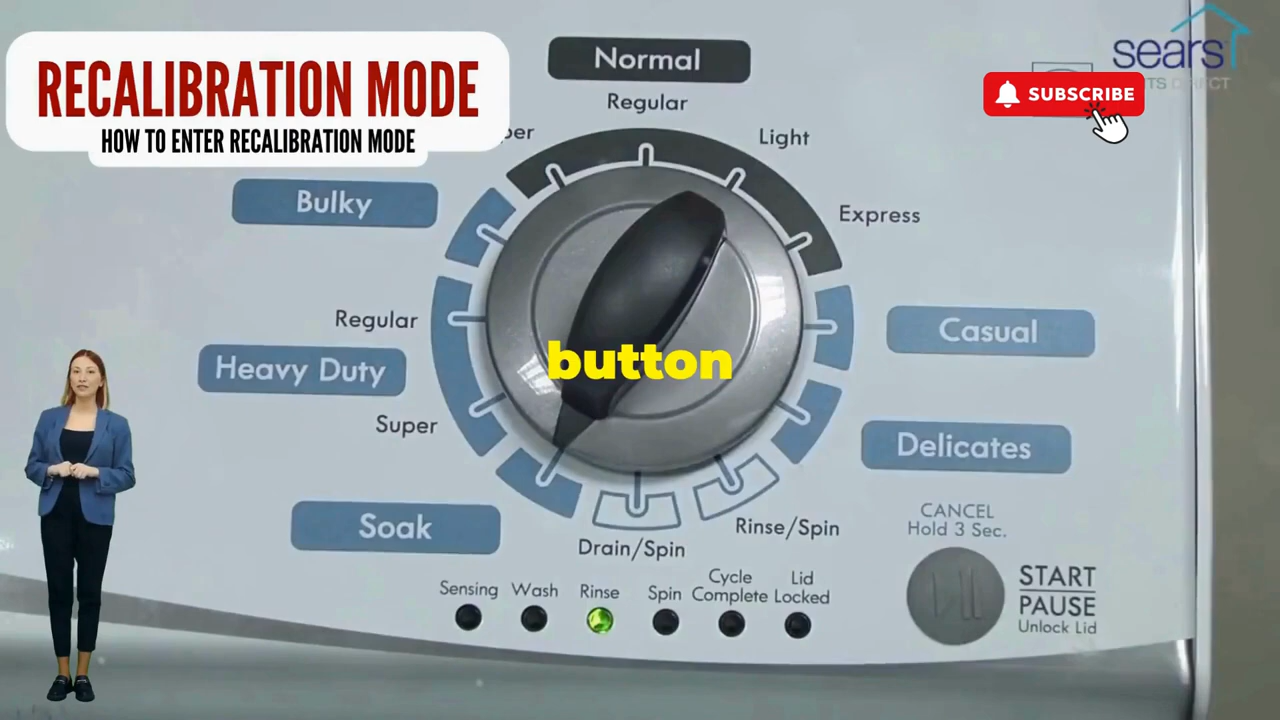 sears
RECALIBRATION MODE
HOW TO ENTER RECALIBRATION MODE
SUBSCRIBE
DIRECT
Normal
Regular
Light
Bulky
Express
Regular
Casual
Heavy Duty
button
Super
Delicates
Soak
CANCEL
Hold 3 Sec.
Rinse/Spin
Drain/Spin
Sensing
Wash
Rinse
Spin
Cycle
Complete
Lid
Locked
START
PAUSE
Unlock Lid